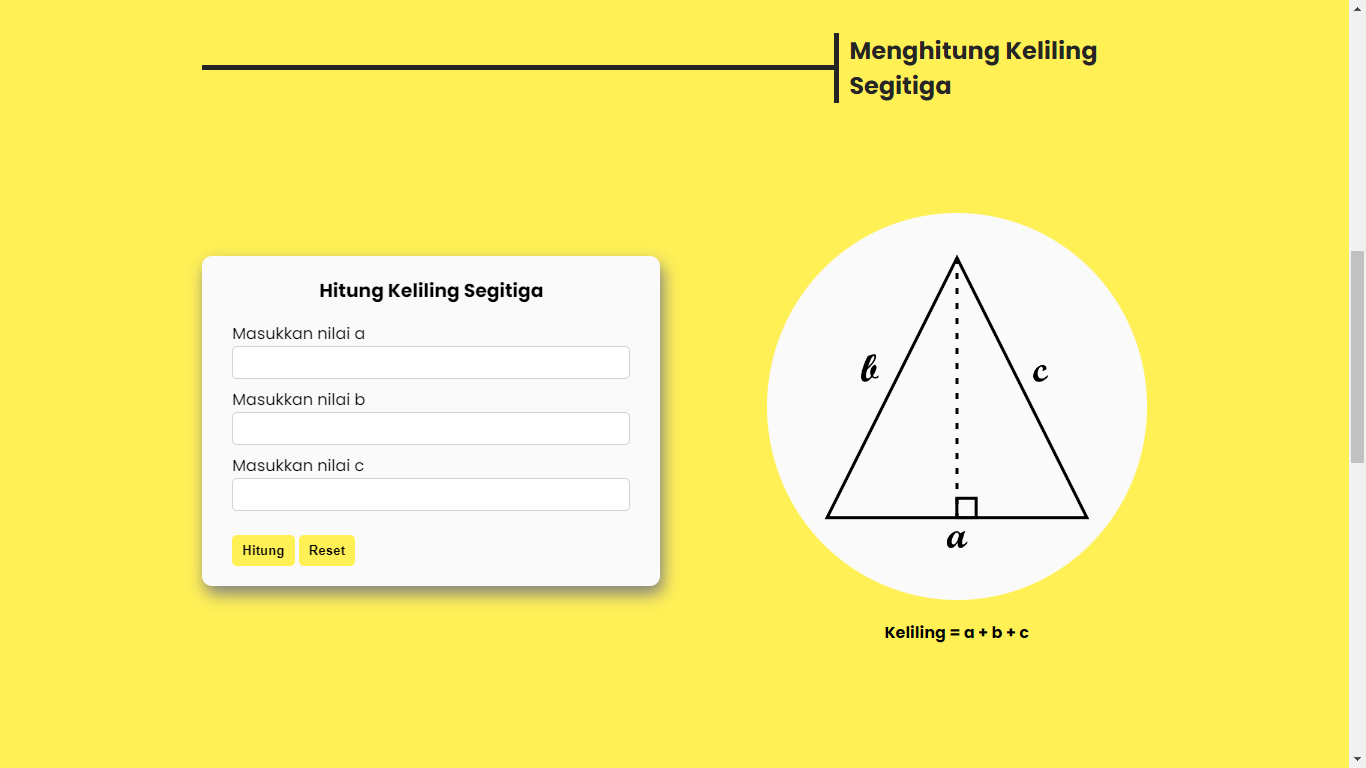 Menghitung Keliling
Segitiga
Hitung Keliling Segitiga
Masukkan nilai a
Masukkan nilai b
Masukkan nilai c
Hitung Reset
b
c
a
Keliling = a + b + c